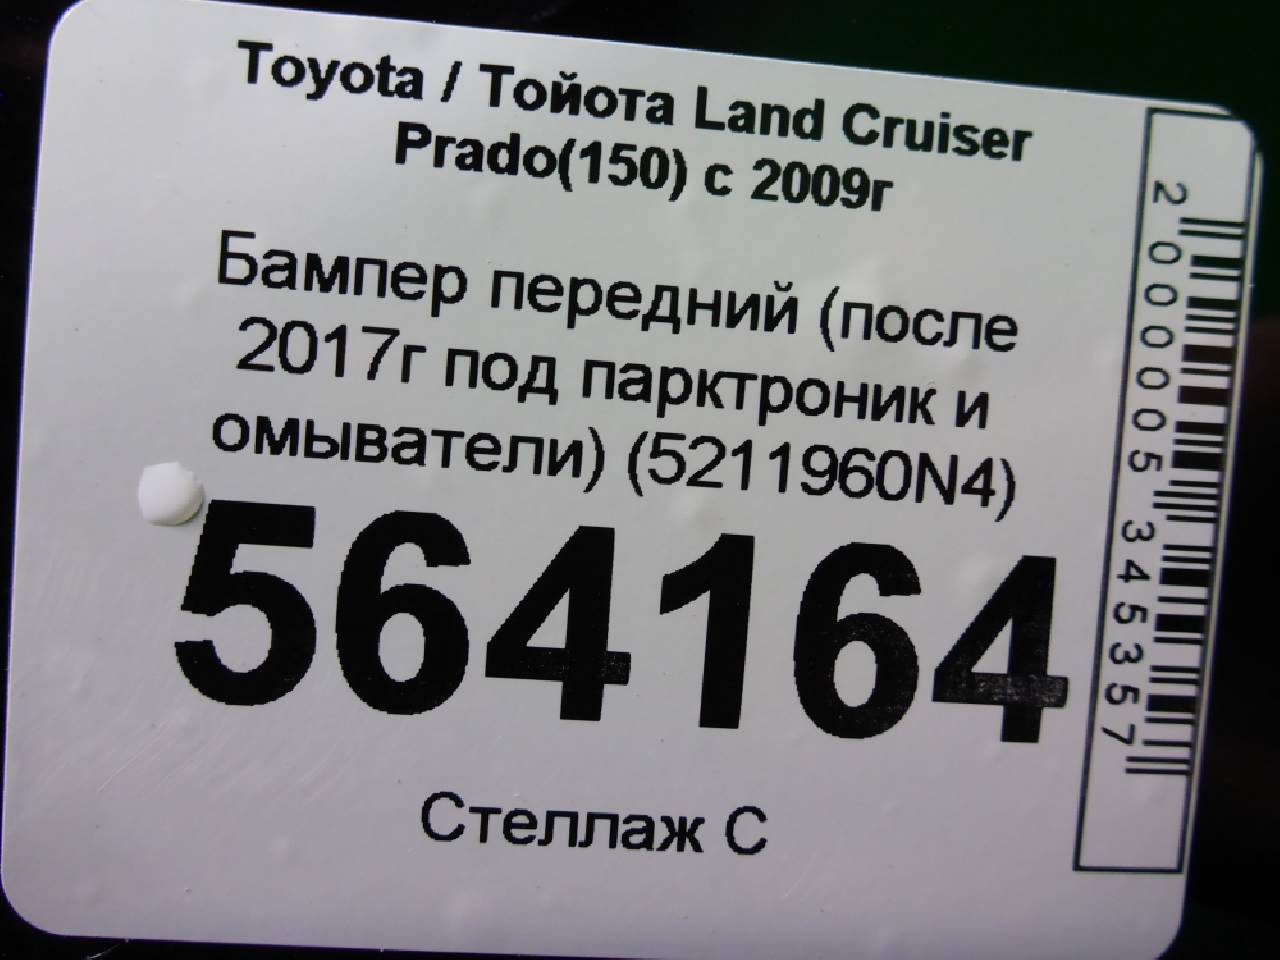 Toyota / Тойота Land Cruiser
Prado(150) с 2009г
Бампер передний (после
2017г под парктроник и
омыватели) (5211960N4)
564164
Стеллаж С
2000005345357